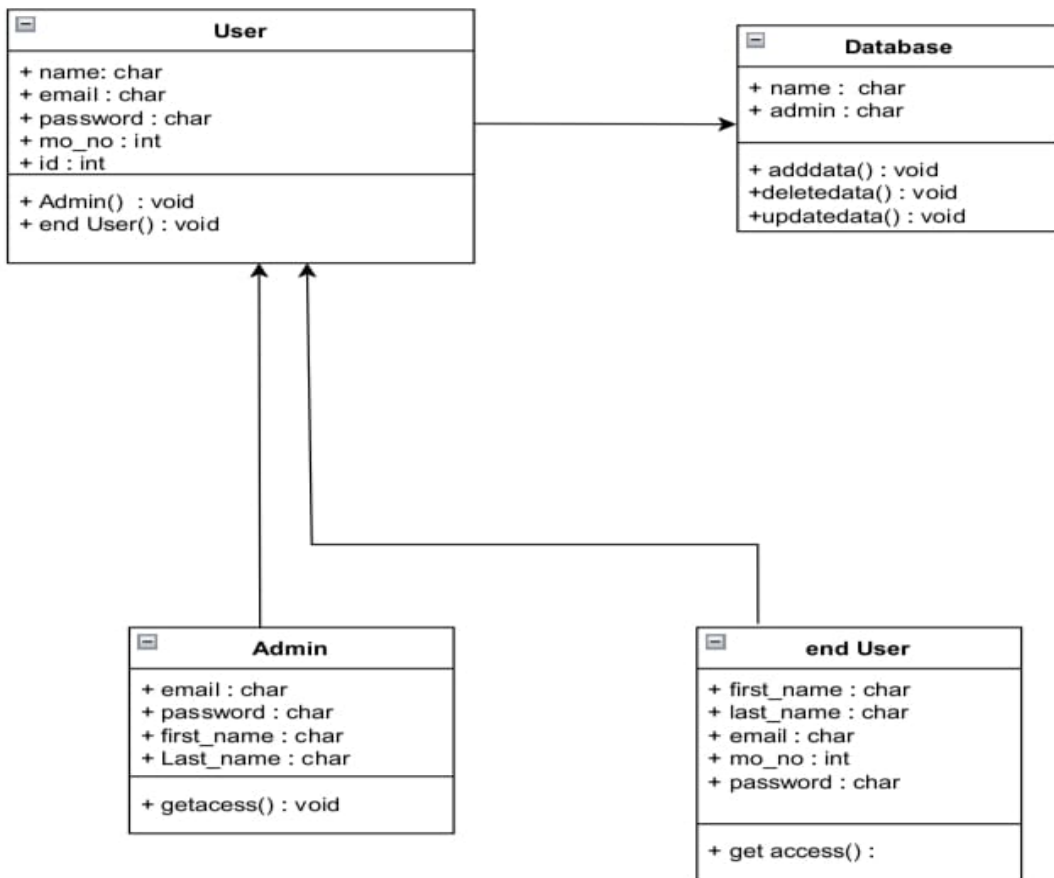 User
+ name: char
+ email : char
+ password : char
+ mo_no : int
+ id : int
+ Admin() : void
+ end User() : void
Database
+ name : char
+ admin : char
+ adddata() : void
+deletedata() : void
+updatedata() : void
Admin
+ email : char
+ password : char
+ first_name : char
+ Last_name : char
+ getacess() : void
end User
+ first_name : char
+ last_name : char
+ email : char
+ mo_no : int
+ password : char
+ get access() :